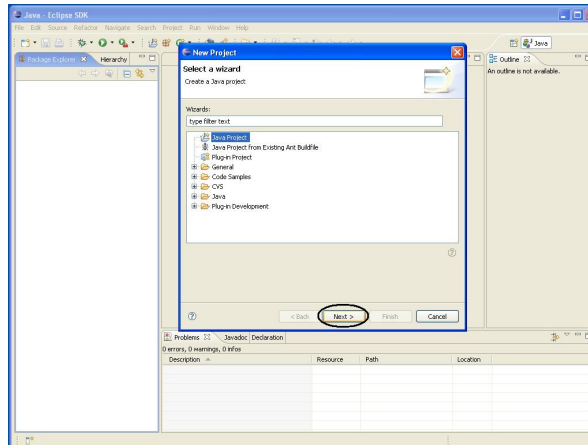 Java - Eclipse SDK
File Edit Source Refactor Navigate Search Project Run Window Help
Java
Package Explorer Hierarchy
Outline
An outline is not available.
New Project
Select a wizard
Create a Java project
Wizards:
type filter text
Java Project
Java Project from Existing Ant Buildfile
Plug-in Project
General
Code Samples
CVS
Java
Plug-in Development
< Back Next > Finish Cancel
Problems Javadoc Declaration
0 errors, 0 warnings, 0 infos
Description Resource Path Location